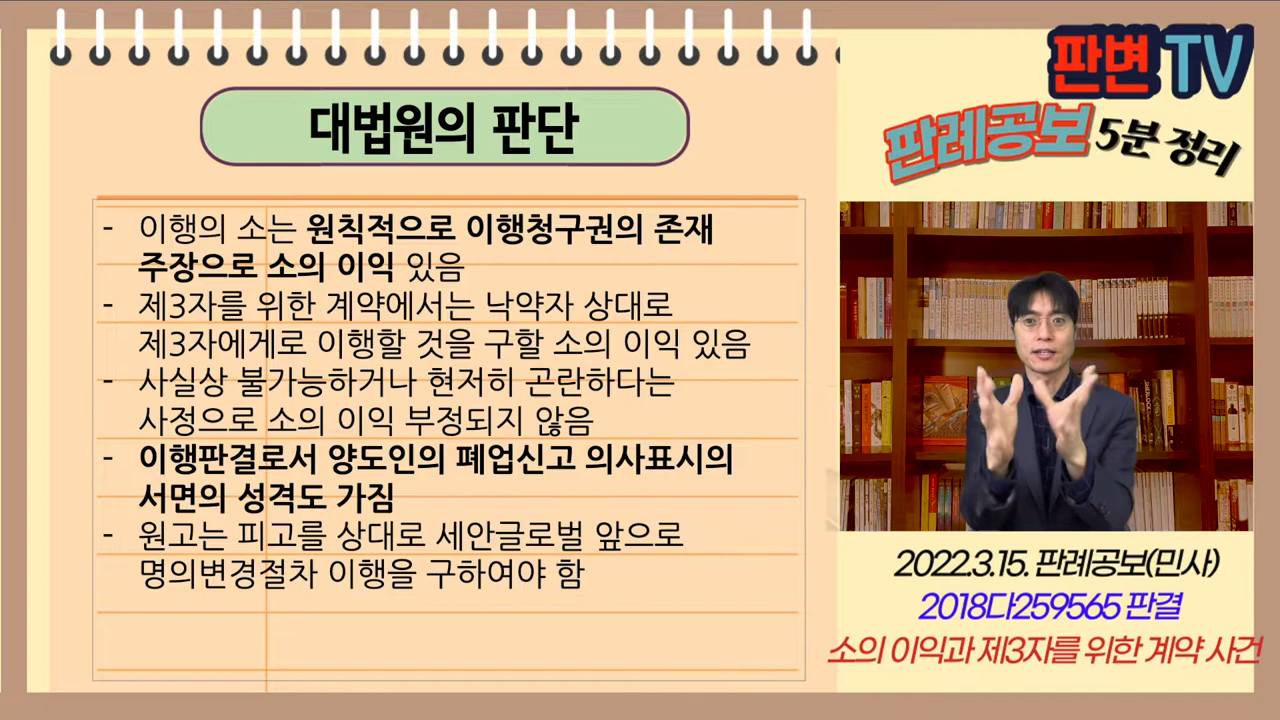 대법원의 판단
- 이행의 소는 원칙적으로 이행청구권의 존재
주장으로 소의 이익 있음
- 제3자를 위한 계약에서는 낙약자 상대로
제3자에게로 이행할 것을 구할 소의 이익 있음
- 사실상 불가능하거나 현저히 곤란하다는
사정으로 소의 이익 부정되지 않음
- 이행판결로서 양도인의 폐업신고 의사표시의
서면의 성격도 가짐
- 원고는 피고를 상대로 세안글로벌 앞으로
명의변경절차 이행을 구하여야 함
판변 TV
판례공보 5분 정리
2022.3.15. 판례공보(민사)
2018다259565 판결
소의 이익과 제3자를 위한 계약 사건